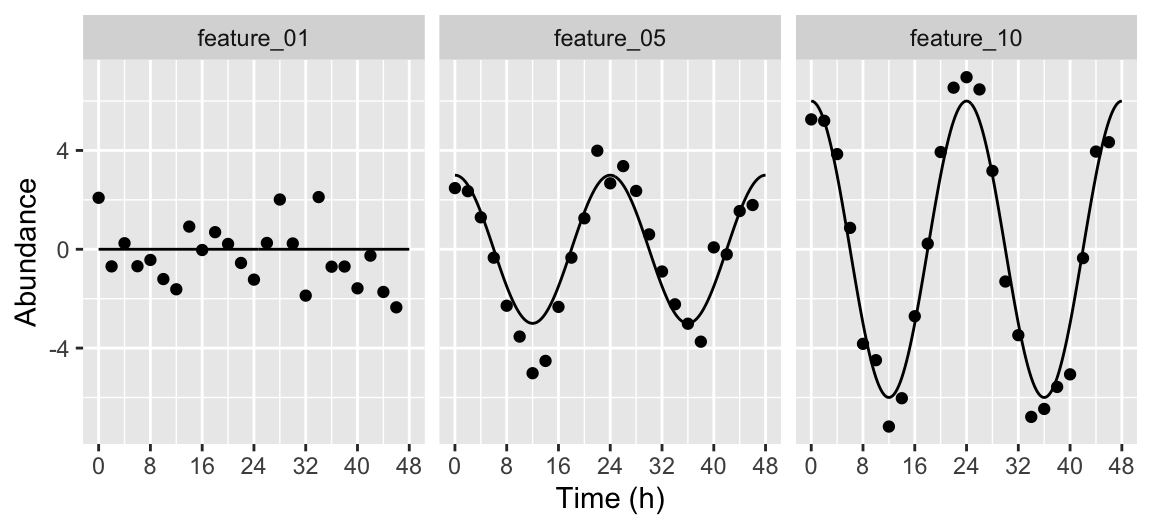 feature_01 feature_05 feature_10
Abundance
4
0
-4
0 8 16 24 32 40 48 0 8 16 24 32 40 48 0 8 16 24 32 40 48
Time (h)